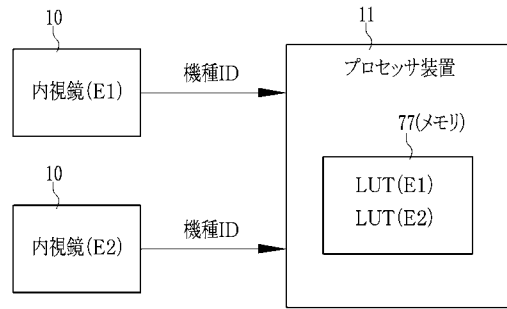 10
内視鏡(E1)
機種ID
10
内視鏡(E2)
機種ID
11
プロセッサ装置
77(メモリ)
LUT(E1)
LUT(E2)